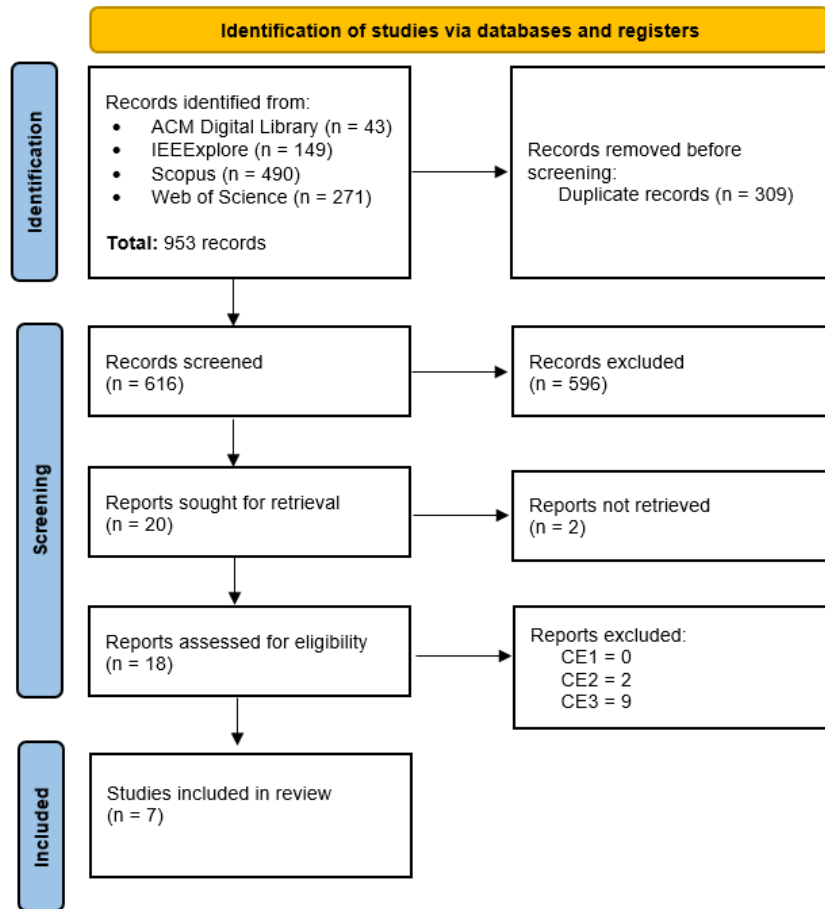 Identification of studies via databases and registers
Identification
Records identified from:
• ACM Digital Library (n = 43)
• IEEExplore (n = 149)
• Scopus (n = 490)
• Web of Science (n = 271)
Total: 953 records
Records removed before
screening:
Duplicate records (n = 309)
Screening
Records screened
(n = 616)
Records excluded
(n = 596)
Reports sought for retrieval
(n = 20)
Reports not retrieved
(n = 2)
Reports assessed for eligibility
(n = 18)
Reports excluded:
CE1 = 0
CE2 = 2
CE3 = 9
Included
Studies included in review
(n = 7)